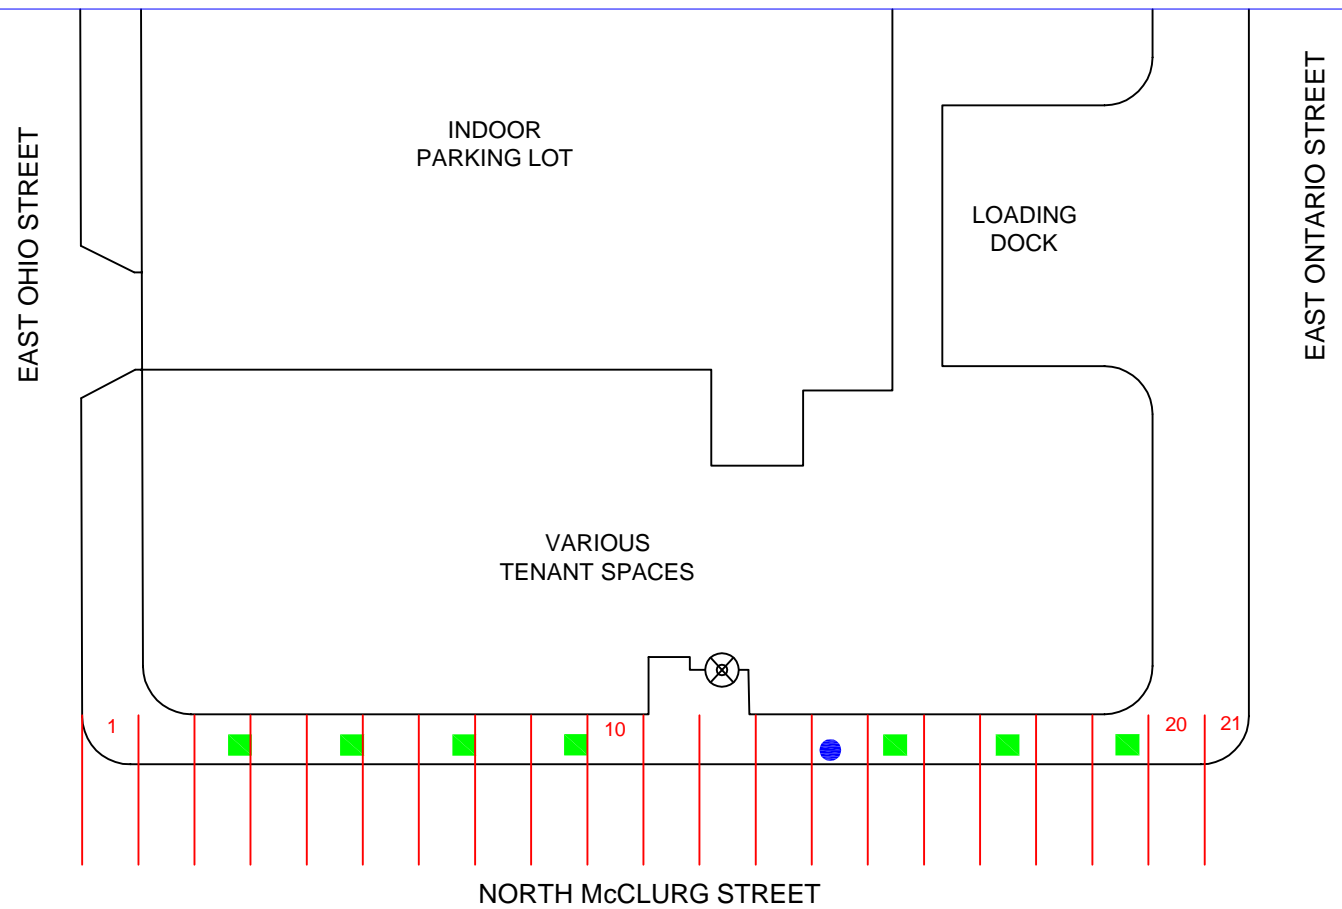 EAST OHIO STREET
INDOOR
PARKING LOT
LOADING
DOCK
EAST ONTARIO STREET
VARIOUS
TENANT SPACES
1
10
20
21
NORTH McCLURG STREET